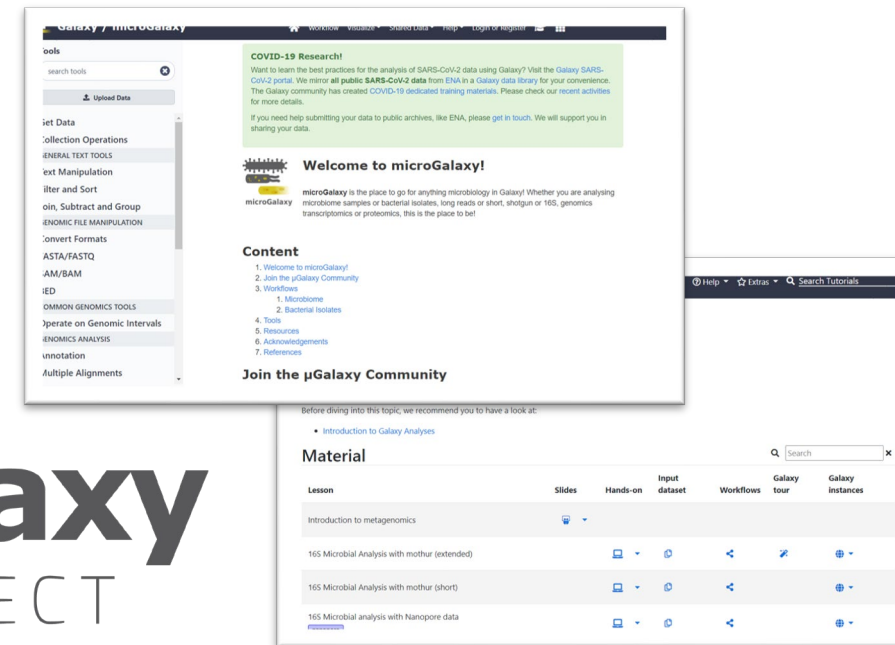 Galaxy / microGalaxy
Workflow Visualize Shared Data Help Login or Register
ools
search tools
Upload Data
Get Data
Collection Operations
GENERAL TEXT TOOLS
Text Manipulation
Filter and Sort
Join, Subtract and Group
GENOMIC FILE MANIPULATION
Convert Formats
ASTA/FASTQ
AM/BAM
BED
COMMON GENOMICS TOOLS
Operate on Genomic Intervals
GENOMICS ANALYSIS
Annotation
Multiple Alignments
COVID-19 Research!
Want to learn the best practices for the analysis of SARS-CoV-2 data using Galaxy? Visit the Galaxy SARS-
CoV-2 portal. We mirror all public SARS-CoV-2 data from ENA in a Galaxy data library for your convenience.
The Galaxy community has created COVID-19 dedicated training materials. Please check our recent activities
for more details.
If you need help submitting your data to public archives, like ENA, please get in touch. We will support you in
sharing your data.
microGalaxy
Welcome to microGalaxy!
microGalaxy is the place to go for anything microbiology in Galaxy! Whether you are analysing
microbiome samples or bacterial isolates, long reads or short, shotgun or 16S, genomics
transcriptomics or proteomics, this is the place to be!
Content
1. Welcome to microGalaxy!
2. Join the μGalaxy Community
3. Workflows
1. Microbiome
2. Bacterial Isolates
4. Tools
5. Resources
6. Acknowledgements
7. References
Join the μGalaxy Community
Help Extras Search Tutorials
Before diving into this topic, we recommend you to have a look at:
Introduction to Galaxy Analyses
Material
Search
Lesson Slides Hands-on Input dataset Workflows Galaxy tour Galaxy instances
Introduction to metagenomics
16S Microbial Analysis with mothur (extended)
16S Microbial Analysis with mothur (short)
16S Microbial analysis with Nanopore data
axy
ECT